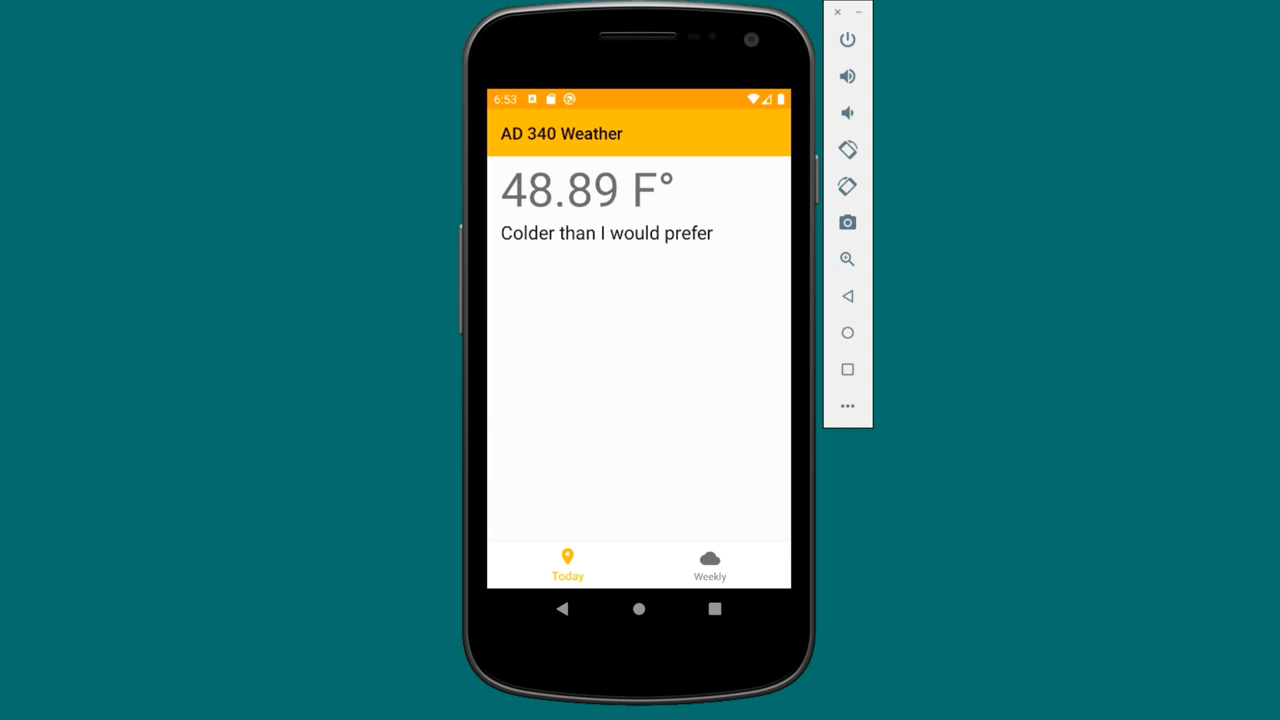 6:53
AD 340 Weather
48.89 F°
Colder than I would prefer
Today
Weekly